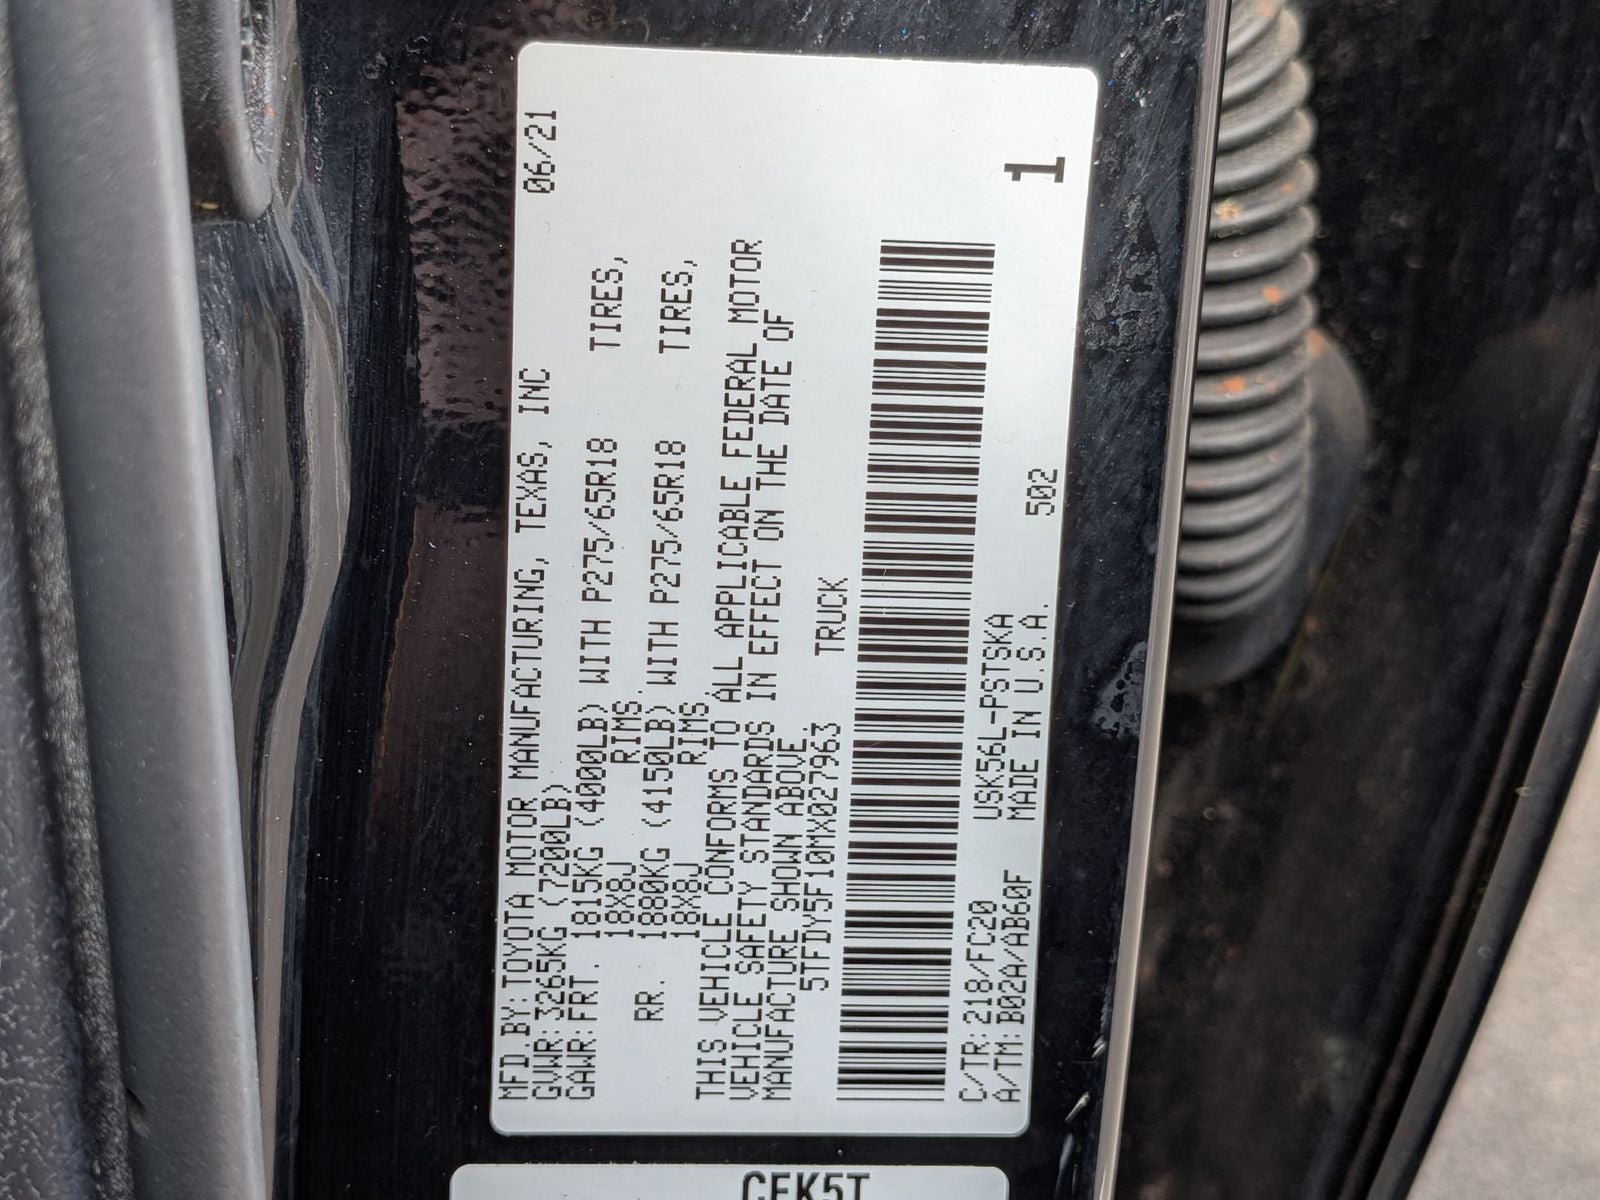 MFD.BY:TOYOTA MOTOR MANUFACTURING, TEXAS, INC 06/21
GVWR:3265KG (7200LB)
GAWR:FRT. 1815KG (4000LB) WITH P275/65R18 TIRES,
18X8J RIMS,
RR. 1880KG (4150LB) WITH P275/65R18 TIRES,
18X8J RIMS,
THIS VEHICLE CONFORMS TO ALL APPLICABLE FEDERAL MOTOR
VEHICLE SAFETY STANDARDS IN EFFECT ON THE DATE OF
MANUFACTURE SHOWN ABOVE.
5TFDY5F10MX027963 TRUCK
C/TR:218/FC20 USK56L-PSTSKA
A/TM:B02A/AB60F MADE IN U.S.A. 502
1
CEK5T